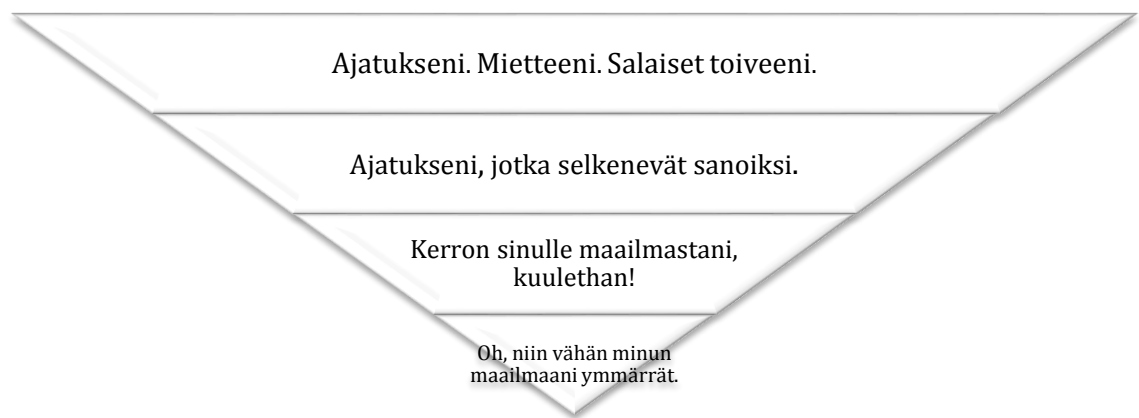 Ajatukseni. Mietteeni. Salaiset toiveeni.
Ajatukseni, jotka selkenevät sanoiksi.
Kerron sinulle maailmastani,
kuulethan!
Oh, niin vähän minun
maailmaani ymmärrät.